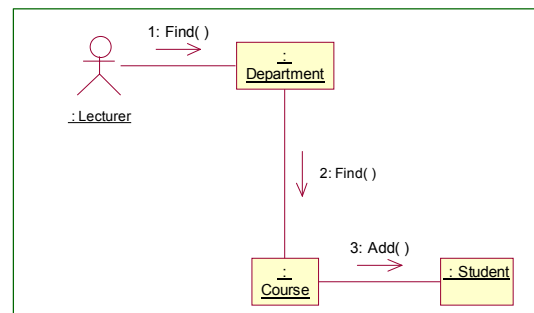 1: Find( )
:
Department
: Lecturer
2: Find( )
3: Add( )
:
Course
: Student